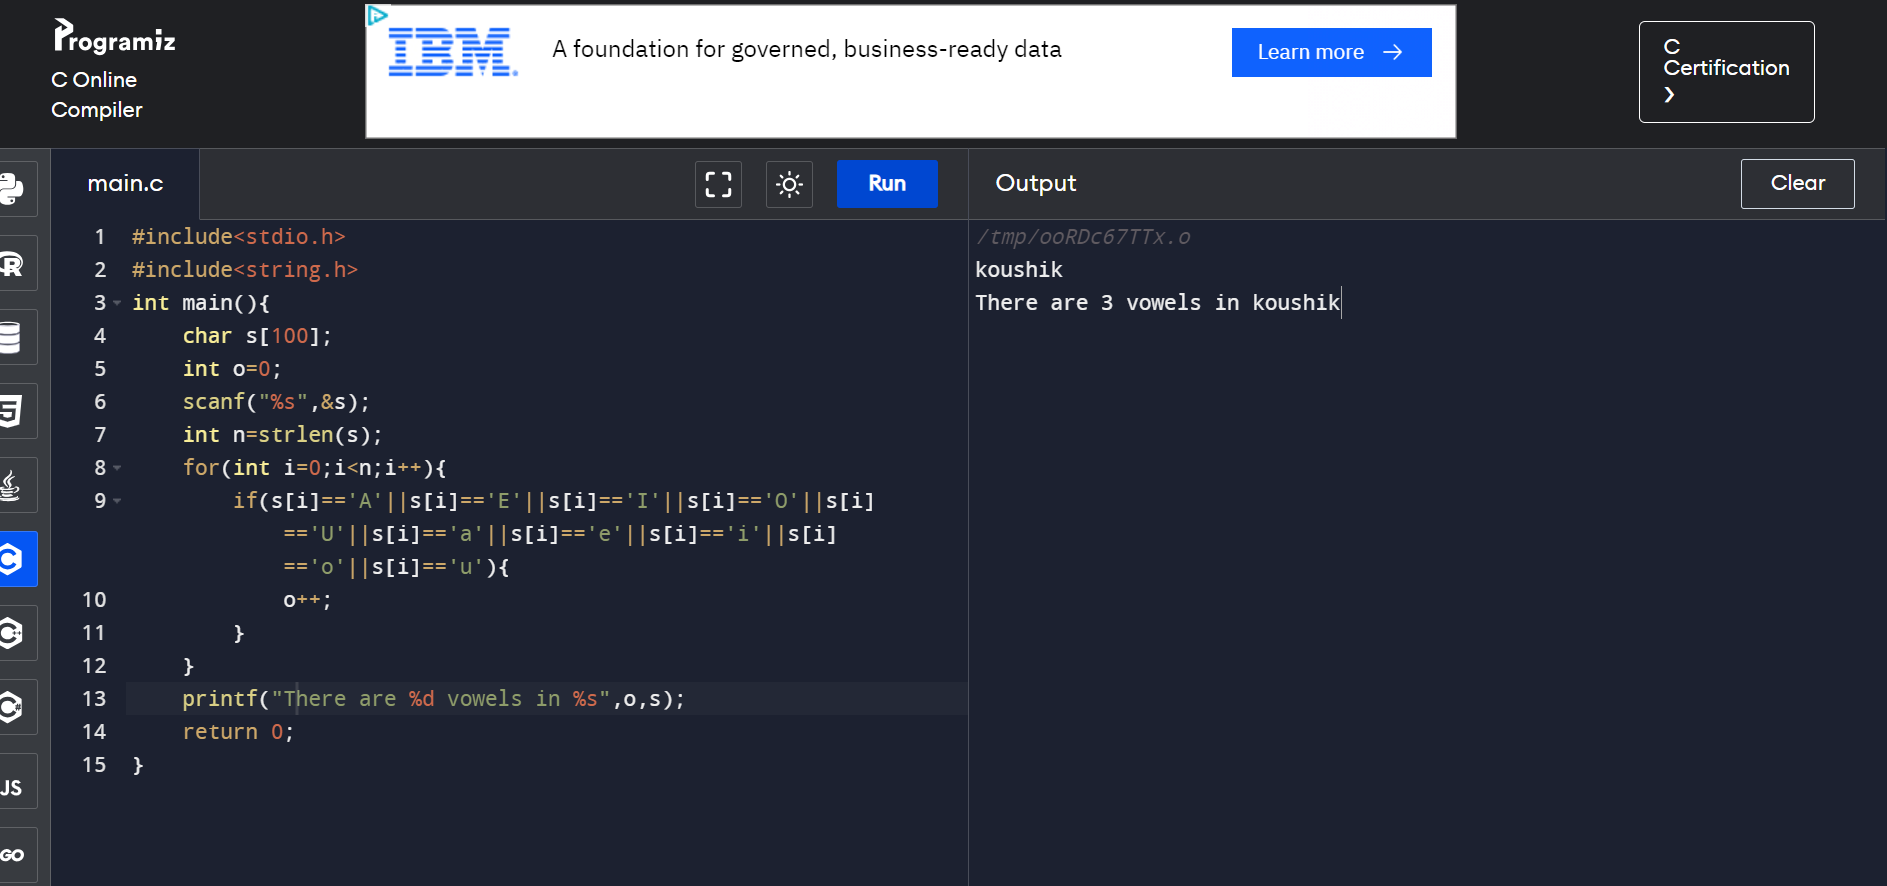 Programiz
C Online
Compiler
IBM
A foundation for governed, business-ready data
Learn more →
C
Certification
❯
main.c
Run
Output
Clear
1 #include<stdio.h>
2 #include<string.h>
3 int main(){
4     char s[100];
5     int o=0;
6     scanf("%s",&s);
7     int n=strlen(s);
8     for(int i=0;i<n;i++){
9         if(s[i]=='A'||s[i]=='E'||s[i]=='I'||s[i]=='O'||s[i]
            =='U'||s[i]=='a'||s[i]=='e'||s[i]=='i'||s[i]
            =='o'||s[i]=='u'){
10             o++;
11         }
12     }
13     printf("There are %d vowels in %s",o,s);
14     return 0;
15 }
/tmp/ooRDc67TTx.o
koushik
There are 3 vowels in koushik
R
5
C
C++
C#
JS
GO